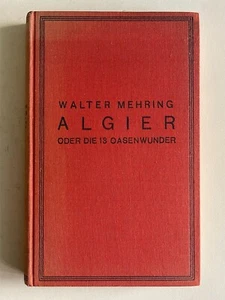 WALTER MEHRING
ALGIER
ODER DIE 13 OASENWUNDER